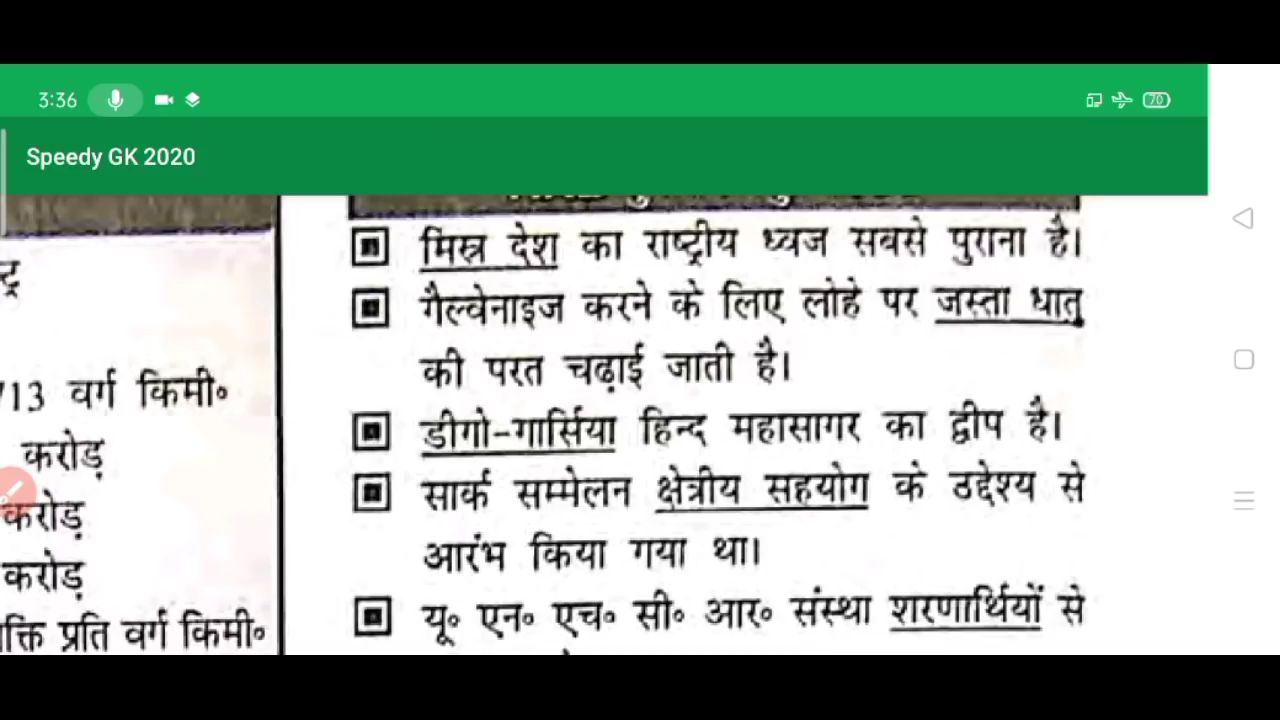 3:36
70
Speedy GK 2020
713 वर्ग किमी॰
करोड़
करोड़
करोड़
प्रति वर्ग किमी॰
मिस्र देश का राष्ट्रीय ध्वज सबसे पुराना है।
गैल्वेनाइज करने के लिए लोहे पर जस्ता धातु
की परत चढ़ाई जाती है।
डीगो-गार्सिया हिन्द महासागर का द्वीप है।
सार्क सम्मेलन क्षेत्रीय सहयोग के उद्देश्य से
आरंभ किया गया था।
यू॰ एन॰ एच॰ सी॰ आर॰ संस्था शरणार्थियों से